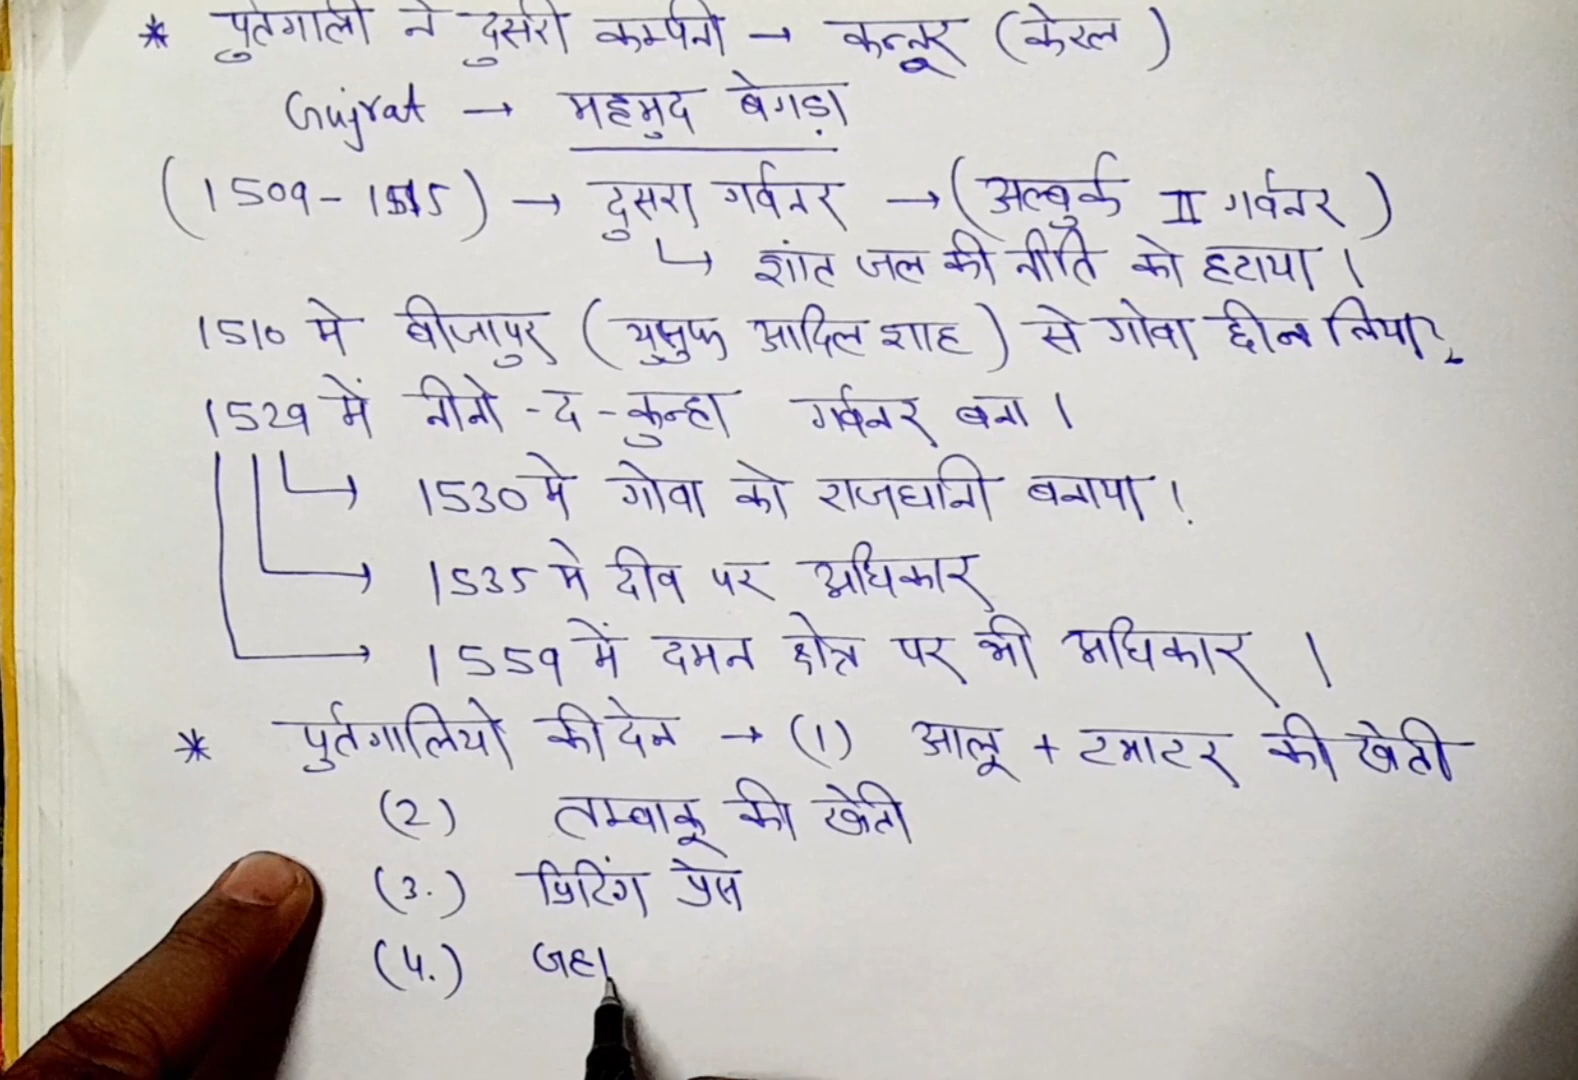 * पुर्तगाली ने दुसरी कम्पनी → कन्नूर (केरल)
Gujrat → महमुद बेगड़ा
(1509-1515) → दुसरा गर्वनर → (अल्बुर्क II गर्वनर)
↳ शांत जल की नीति को हटाया।
1510 मे बीजापुर (युसुफ आदिल शाह) से गोवा छीन लिया,
1529 में नीनो-द-कुन्हा गर्वनर बना।
→ 1530 मे गोवा को राजधानी बनाया।
→ 1535 मे दीव पर अधिकार
→ 1559 में दमन क्षेत्र पर भी अधिकार।
* पुर्तगालियो की देन → (1) आलू + टमाटर की खेती
(2) तम्बाकू की खेती
(3.) प्रिटिंग प्रेस
(4.) जहा